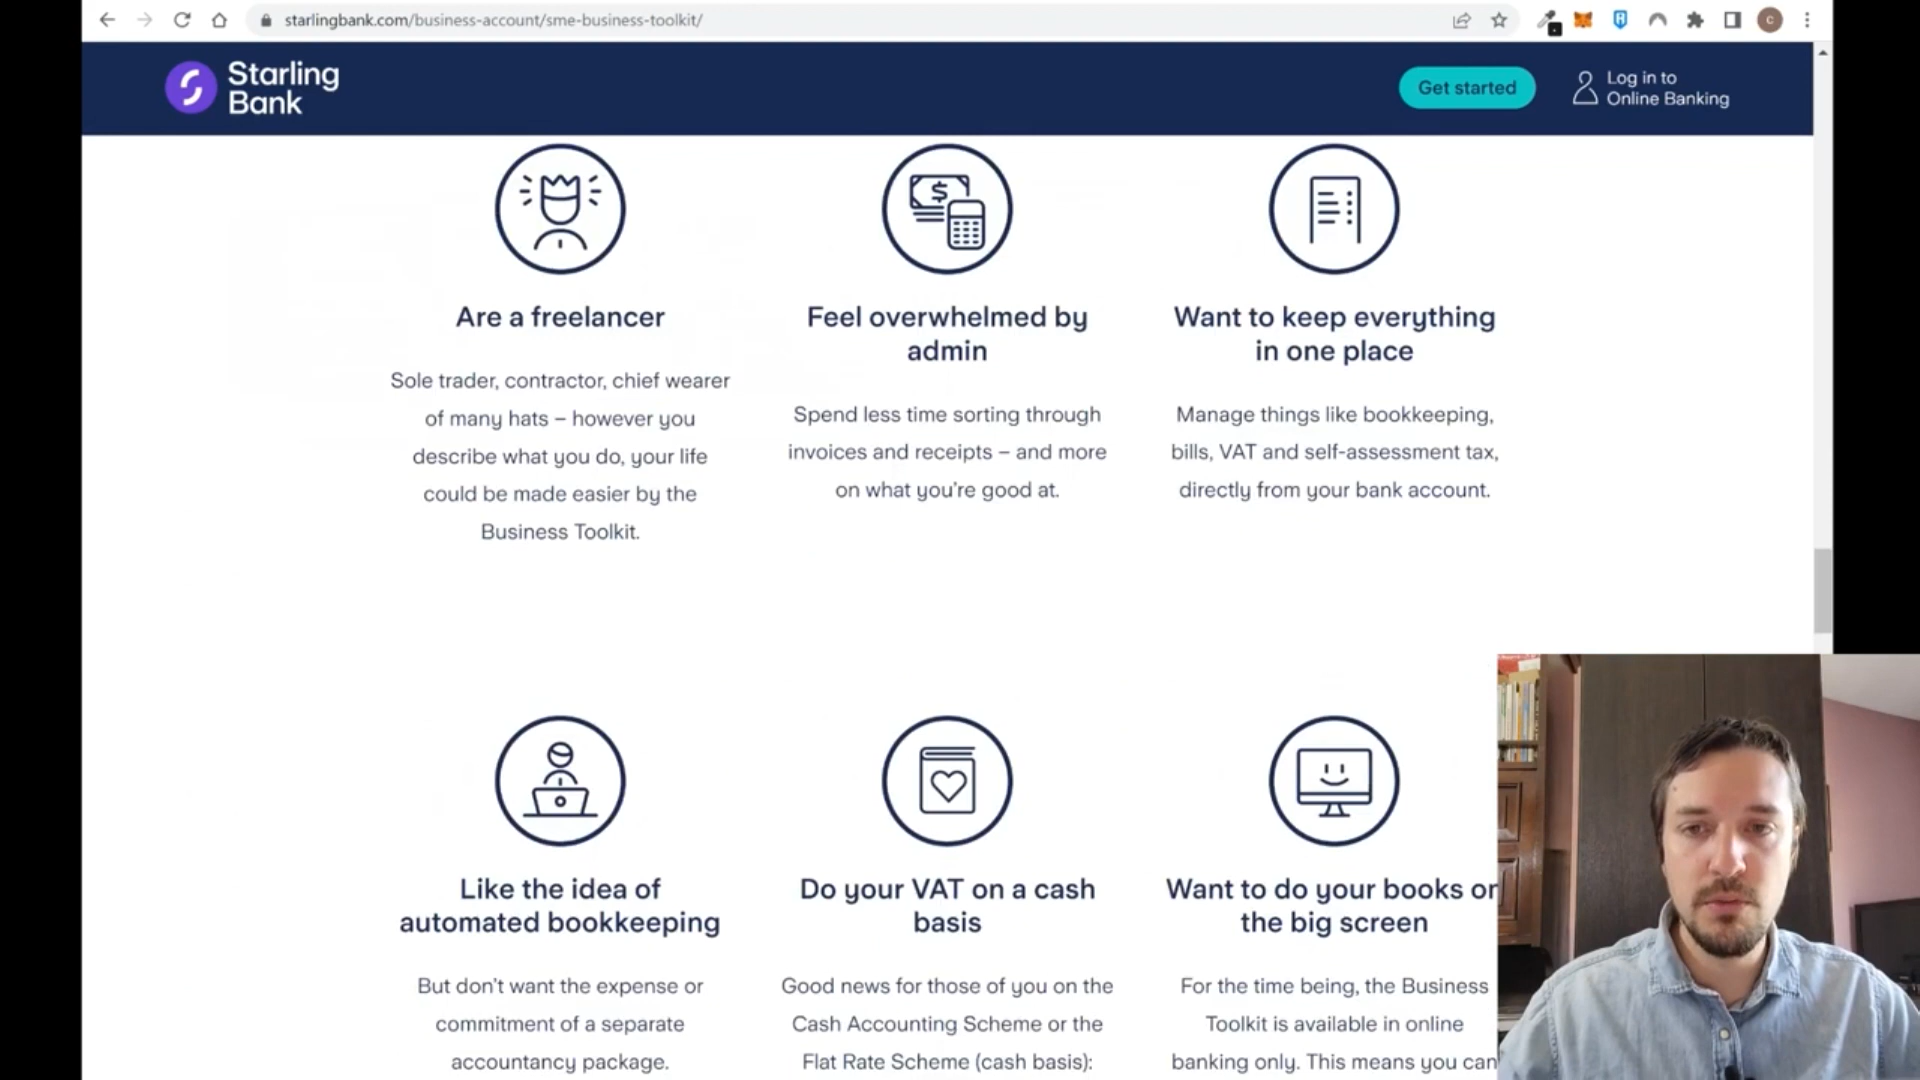 starlingbank.com/business-account/sme-business-toolkit/
C
Starling
Bank
Get started
Log in to
Online Banking
$
Are a freelancer
Sole trader, contractor, chief wearer
of many hats – however you
describe what you do, your life
could be made easier by the
Business Toolkit.
Feel overwhelmed by
admin
Spend less time sorting through
invoices and receipts – and more
on what you're good at.
Want to keep everything
in one place
Manage things like bookkeeping,
bills, VAT and self-assessment tax,
directly from your bank account.
Like the idea of
automated bookkeeping
But don't want the expense or
commitment of a separate
accountancy package.
Do your VAT on a cash
basis
Good news for those of you on the
Cash Accounting Scheme or the
Flat Rate Scheme (cash basis):
Want to do your books on
the big screen
For the time being, the Business
Toolkit is available in online
banking only. This means you can